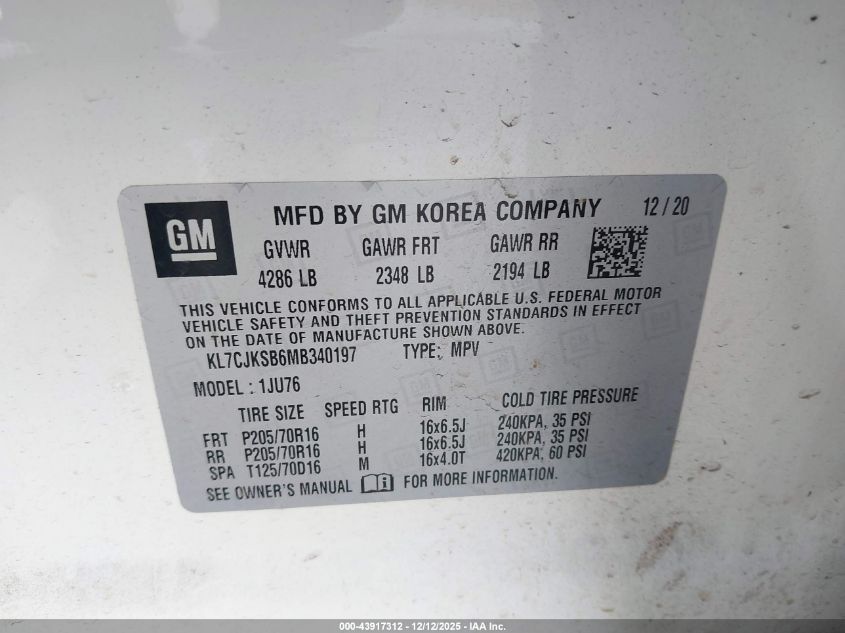 GM
MFD BY GM KOREA COMPANY 12 / 20
GVWR GAWR FRT GAWR RR
4286 LB 2348 LB 2194 LB
THIS VEHICLE CONFORMS TO ALL APPLICABLE U.S. FEDERAL MOTOR
VEHICLE SAFETY AND THEFT PREVENTION STANDARDS IN EFFECT
ON THE DATE OF MANUFACTURE SHOWN ABOVE.
KL7CJKSB6MB340197 TYPE: MPV
MODEL : 1JU76
TIRE SIZE SPEED RTG RIM COLD TIRE PRESSURE
FRT P205/70R16 H 16x6.5J 240KPA, 35 PSI
RR P205/70R16 H 16x6.5J 240KPA, 35 PSI
SPA T125/70D16 M 16x4.0T 420KPA, 60 PSI
SEE OWNER'S MANUAL FOR MORE INFORMATION.
000-43917312 - 12/12/2025 - IAA Inc.